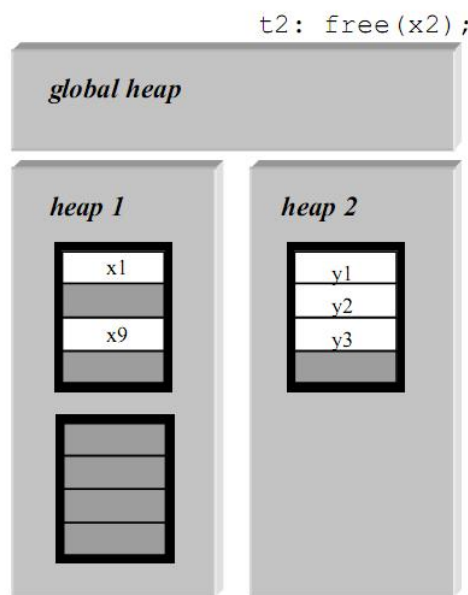 t2: free(x2);
global heap
heap 1
heap 2
x1
x9
y1
y2
y3